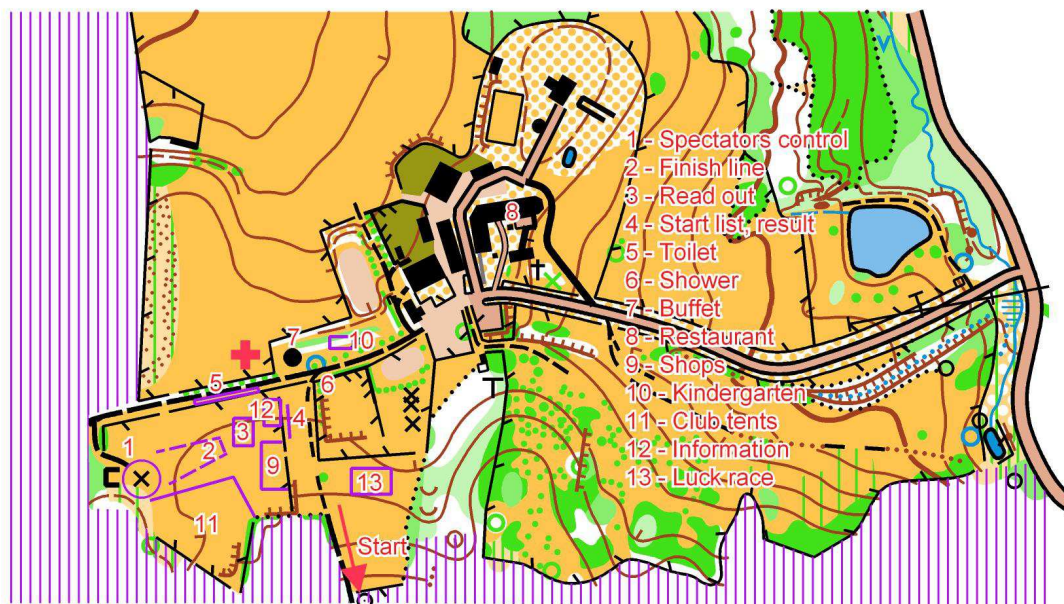 1 - Spectators control
2 - Finish line
3 - Read out
4 - Start list, result
5 - Toilet
6 - Shower
7 - Buffet
8 - Restaurant
9 - Shops
10 - Kindergarten
11 - Club tents
12 - Information
13 - Luck race
8
7
10
5
6
12
4
3
1
2
9
13
11
Start